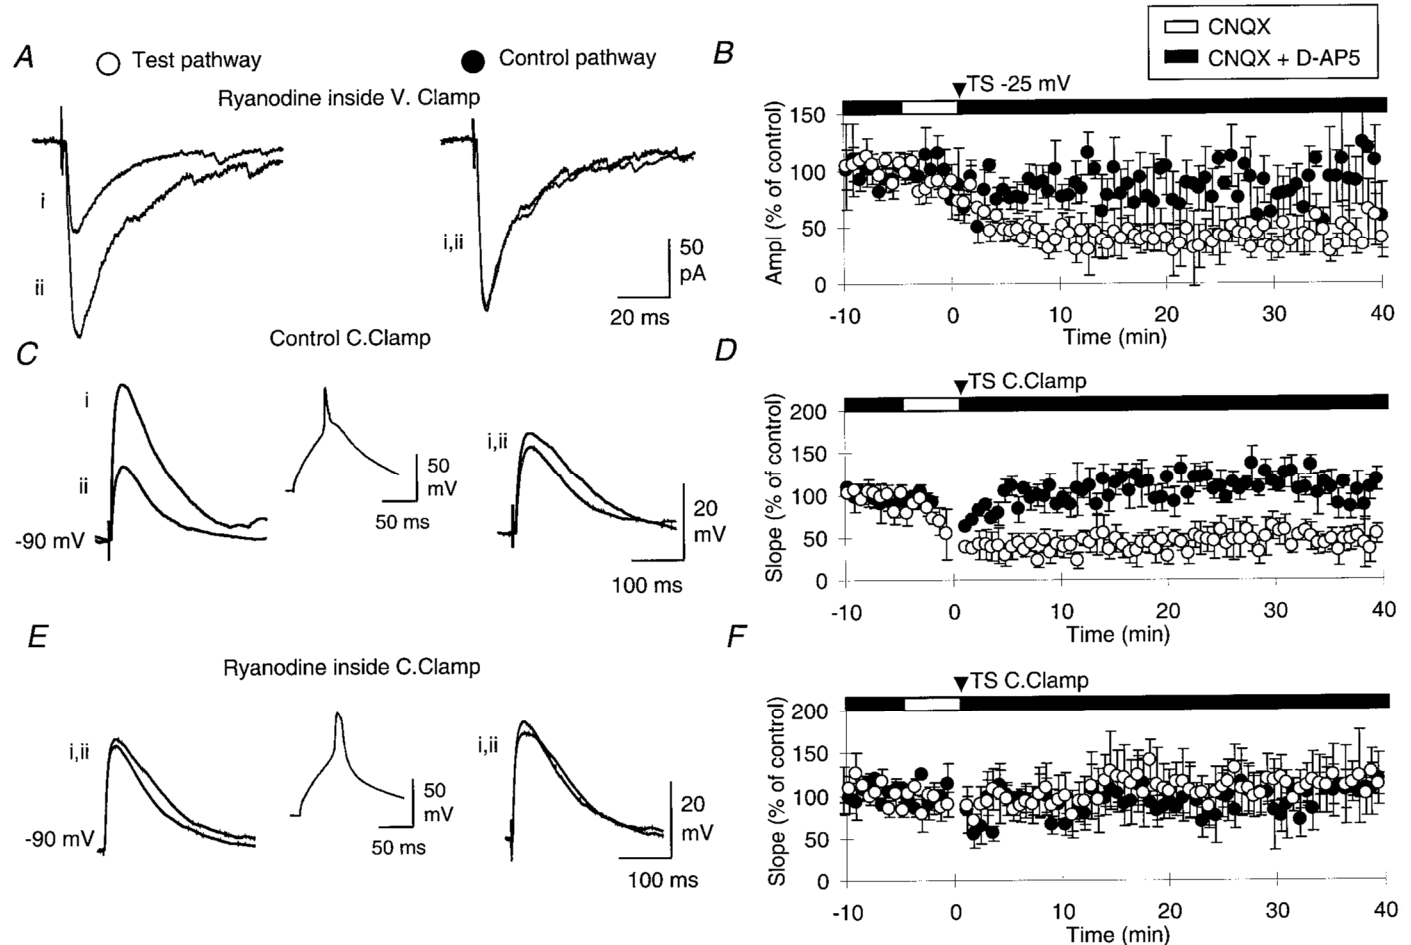 A
Test pathway
Control pathway
Ryanodine inside V. Clamp
i
ii
i,ii
50
pA
20 ms
B
CNQX
CNQX + D-AP5
TS -25 mV
Ampl (% of control)
150
100
50
0
-10
0
10
20
30
40
Time (min)
C
Control C.Clamp
i
ii
-90 mV
50
mV
50 ms
i,ii
20
mV
100 ms
D
TS C.Clamp
Slope (% of control)
200
150
100
50
0
-10
0
10
20
30
40
Time (min)
E
Ryanodine inside C.Clamp
i,ii
-90 mV
50
mV
50 ms
i,ii
20
mV
100 ms
F
TS C.Clamp
Slope (% of control)
200
150
100
50
0
-10
0
10
20
30
40
Time (min)